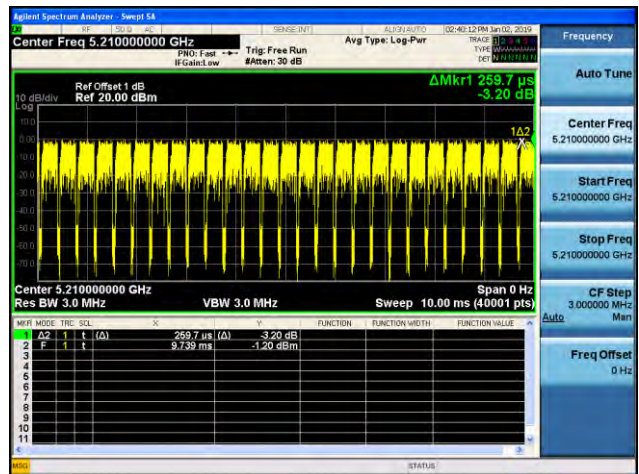 Agilent Spectrum Analyzer - Swept SA
RF 50 Ω AC SENSE:INT ALIGN AUTO 02:40:12 PM Jan 02, 2019
Center Freq 5.210000000 GHz
PNO: Fast
IFGain:Low
Trig: Free Run
#Atten: 30 dB
Avg Type: Log-Pwr
TRACE 1 2 3 4 5 6
TYPE
DET N N N N N N
ΔMkr1 259.7 µs
-3.20 dB
Ref Offset 1 dB
Ref 20.00 dBm
10 dB/div
Log
10.0
0.00
-10.0
-20.0
-30.0
-40.0
-50.0
-60.0
-70.0
1Δ2
Center 5.210000000 GHz Span 0 Hz
Res BW 3.0 MHz VBW 3.0 MHz Sweep 10.00 ms (40001 pts)
MKR MODE TRC SCL X Y FUNCTION FUNCTION WIDTH FUNCTION VALUE
1 Δ2 1 t (Δ) 259.7 µs (Δ) -3.20 dB
2 F 1 t 9.739 ms -1.20 dBm
3
4
5
6
7
8
9
10
11
MSG STATUS
Frequency
Auto Tune
Center Freq
5.210000000 GHz
Start Freq
5.210000000 GHz
Stop Freq
5.210000000 GHz
CF Step
3.000000 MHz
Auto Man
Freq Offset
0 Hz